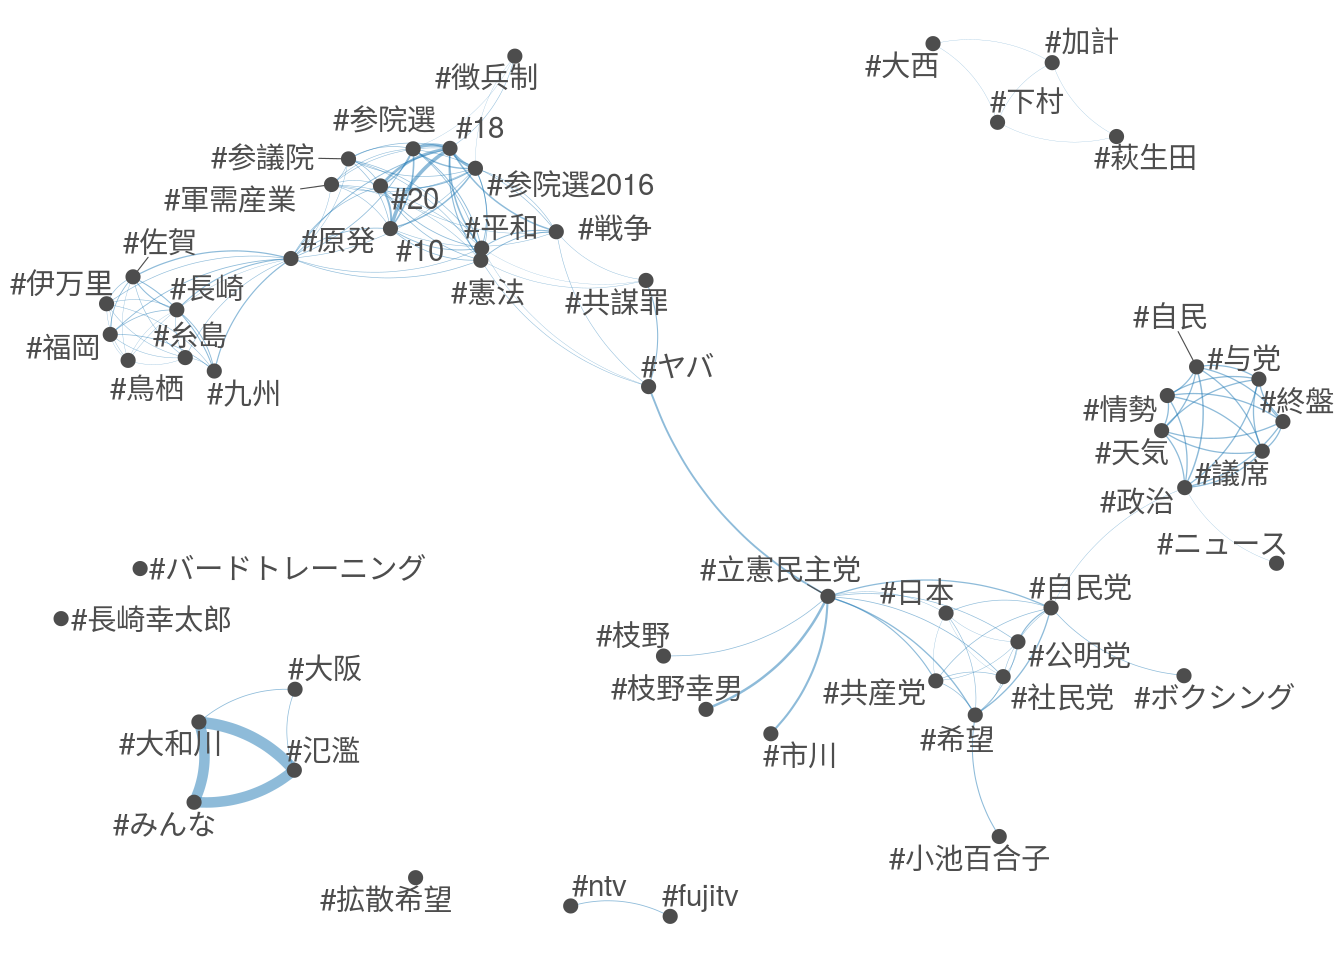 #加計
#大西
#徴兵制
#下村
#参院選
#18
#参議院
#萩生田
#参院選2016
#軍需産業
#20
#平和
#戦争
#原発
#10
#佐賀
#伊万里
#長崎
#憲法
#共謀罪
#自民
#糸島
#福岡
#与党
#ヤバ
#鳥栖
#九州
#終盤
#情勢
#天気
#議席
#政治
#ニュース
#バードトレーニング
#立憲民主党
#自民党
#日本
#長崎幸太郎
#枝野
#公明党
#大阪
#枝野幸男
#共産党
#社民党
#ボクシング
#大和川
#氾濫
#希望
#市川
#みんな
#小池百合子
#ntv
#fujitv
#拡散希望